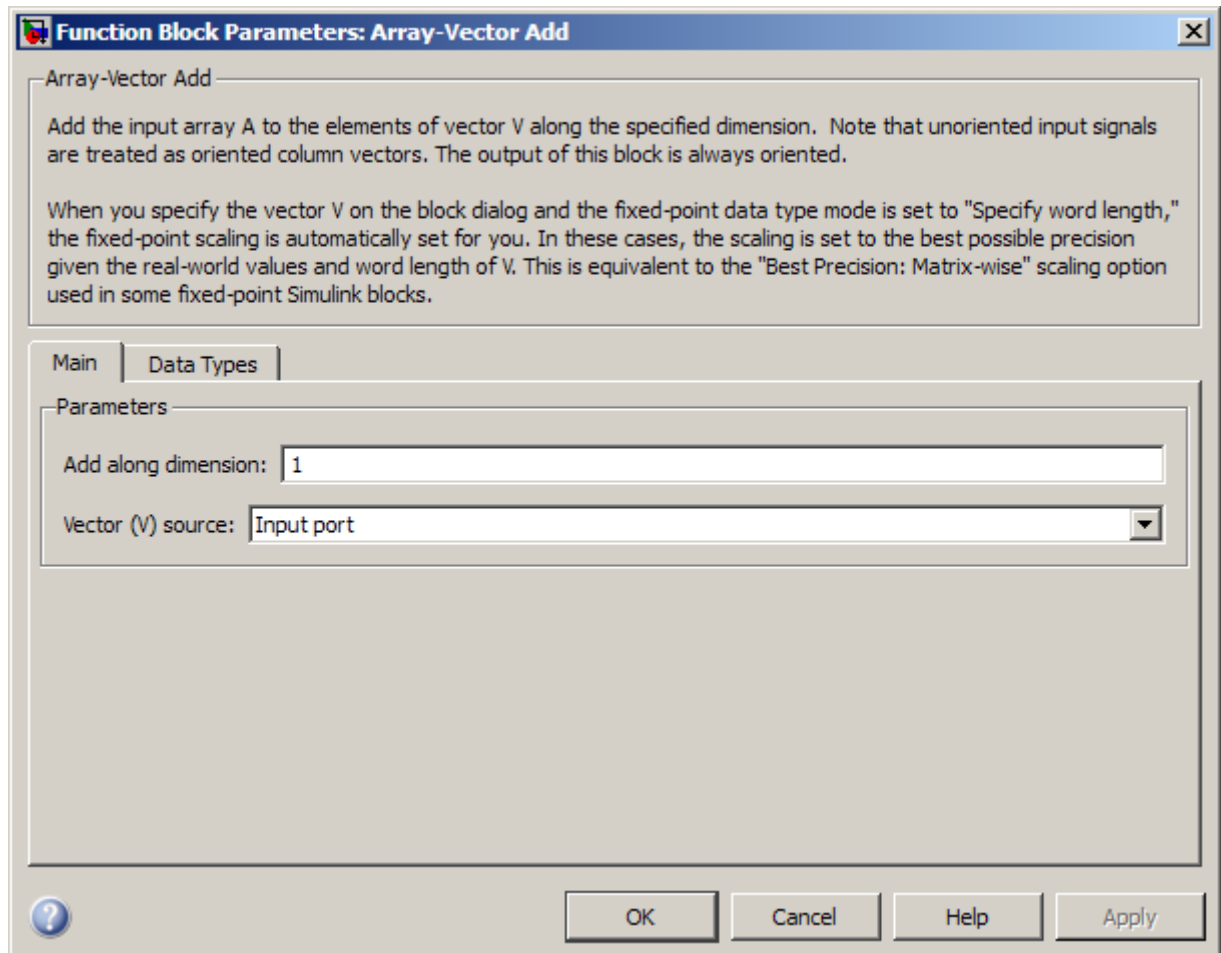 Function Block Parameters: Array-Vector Add
Array-Vector Add
Add the input array A to the elements of vector V along the specified dimension.  Note that unoriented input signals
are treated as oriented column vectors. The output of this block is always oriented.
When you specify the vector V on the block dialog and the fixed-point data type mode is set to "Specify word length,"
the fixed-point scaling is automatically set for you. In these cases, the scaling is set to the best possible precision
given the real-world values and word length of V. This is equivalent to the "Best Precision: Matrix-wise" scaling option
used in some fixed-point Simulink blocks.
Main Data Types
Parameters
Add along dimension: 1
Vector (V) source: Input port
OK Cancel Help Apply